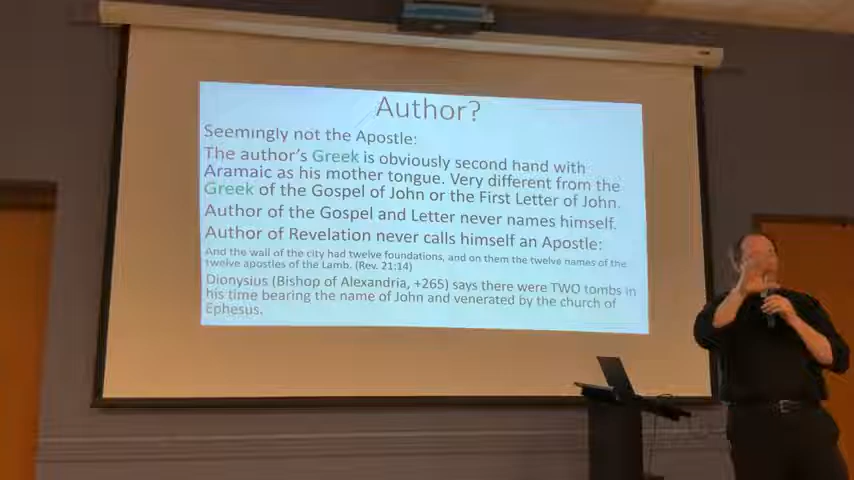 Author?
Seemingly not the Apostle:
The author's Greek is obviously second hand with
Aramaic as his mother tongue. Very different from the
Greek of the Gospel of John or the First Letter of John.
Author of the Gospel and Letter never names himself.
Author of Revelation never calls himself an Apostle:
And the wall of the city had twelve foundations, and on them the twelve names of the
twelve apostles of the Lamb. (Rev. 21:14)
Dionysius (Bishop of Alexandria, +265) says there were TWO tombs in
his time bearing the name of John and venerated by the church of
Ephesus.